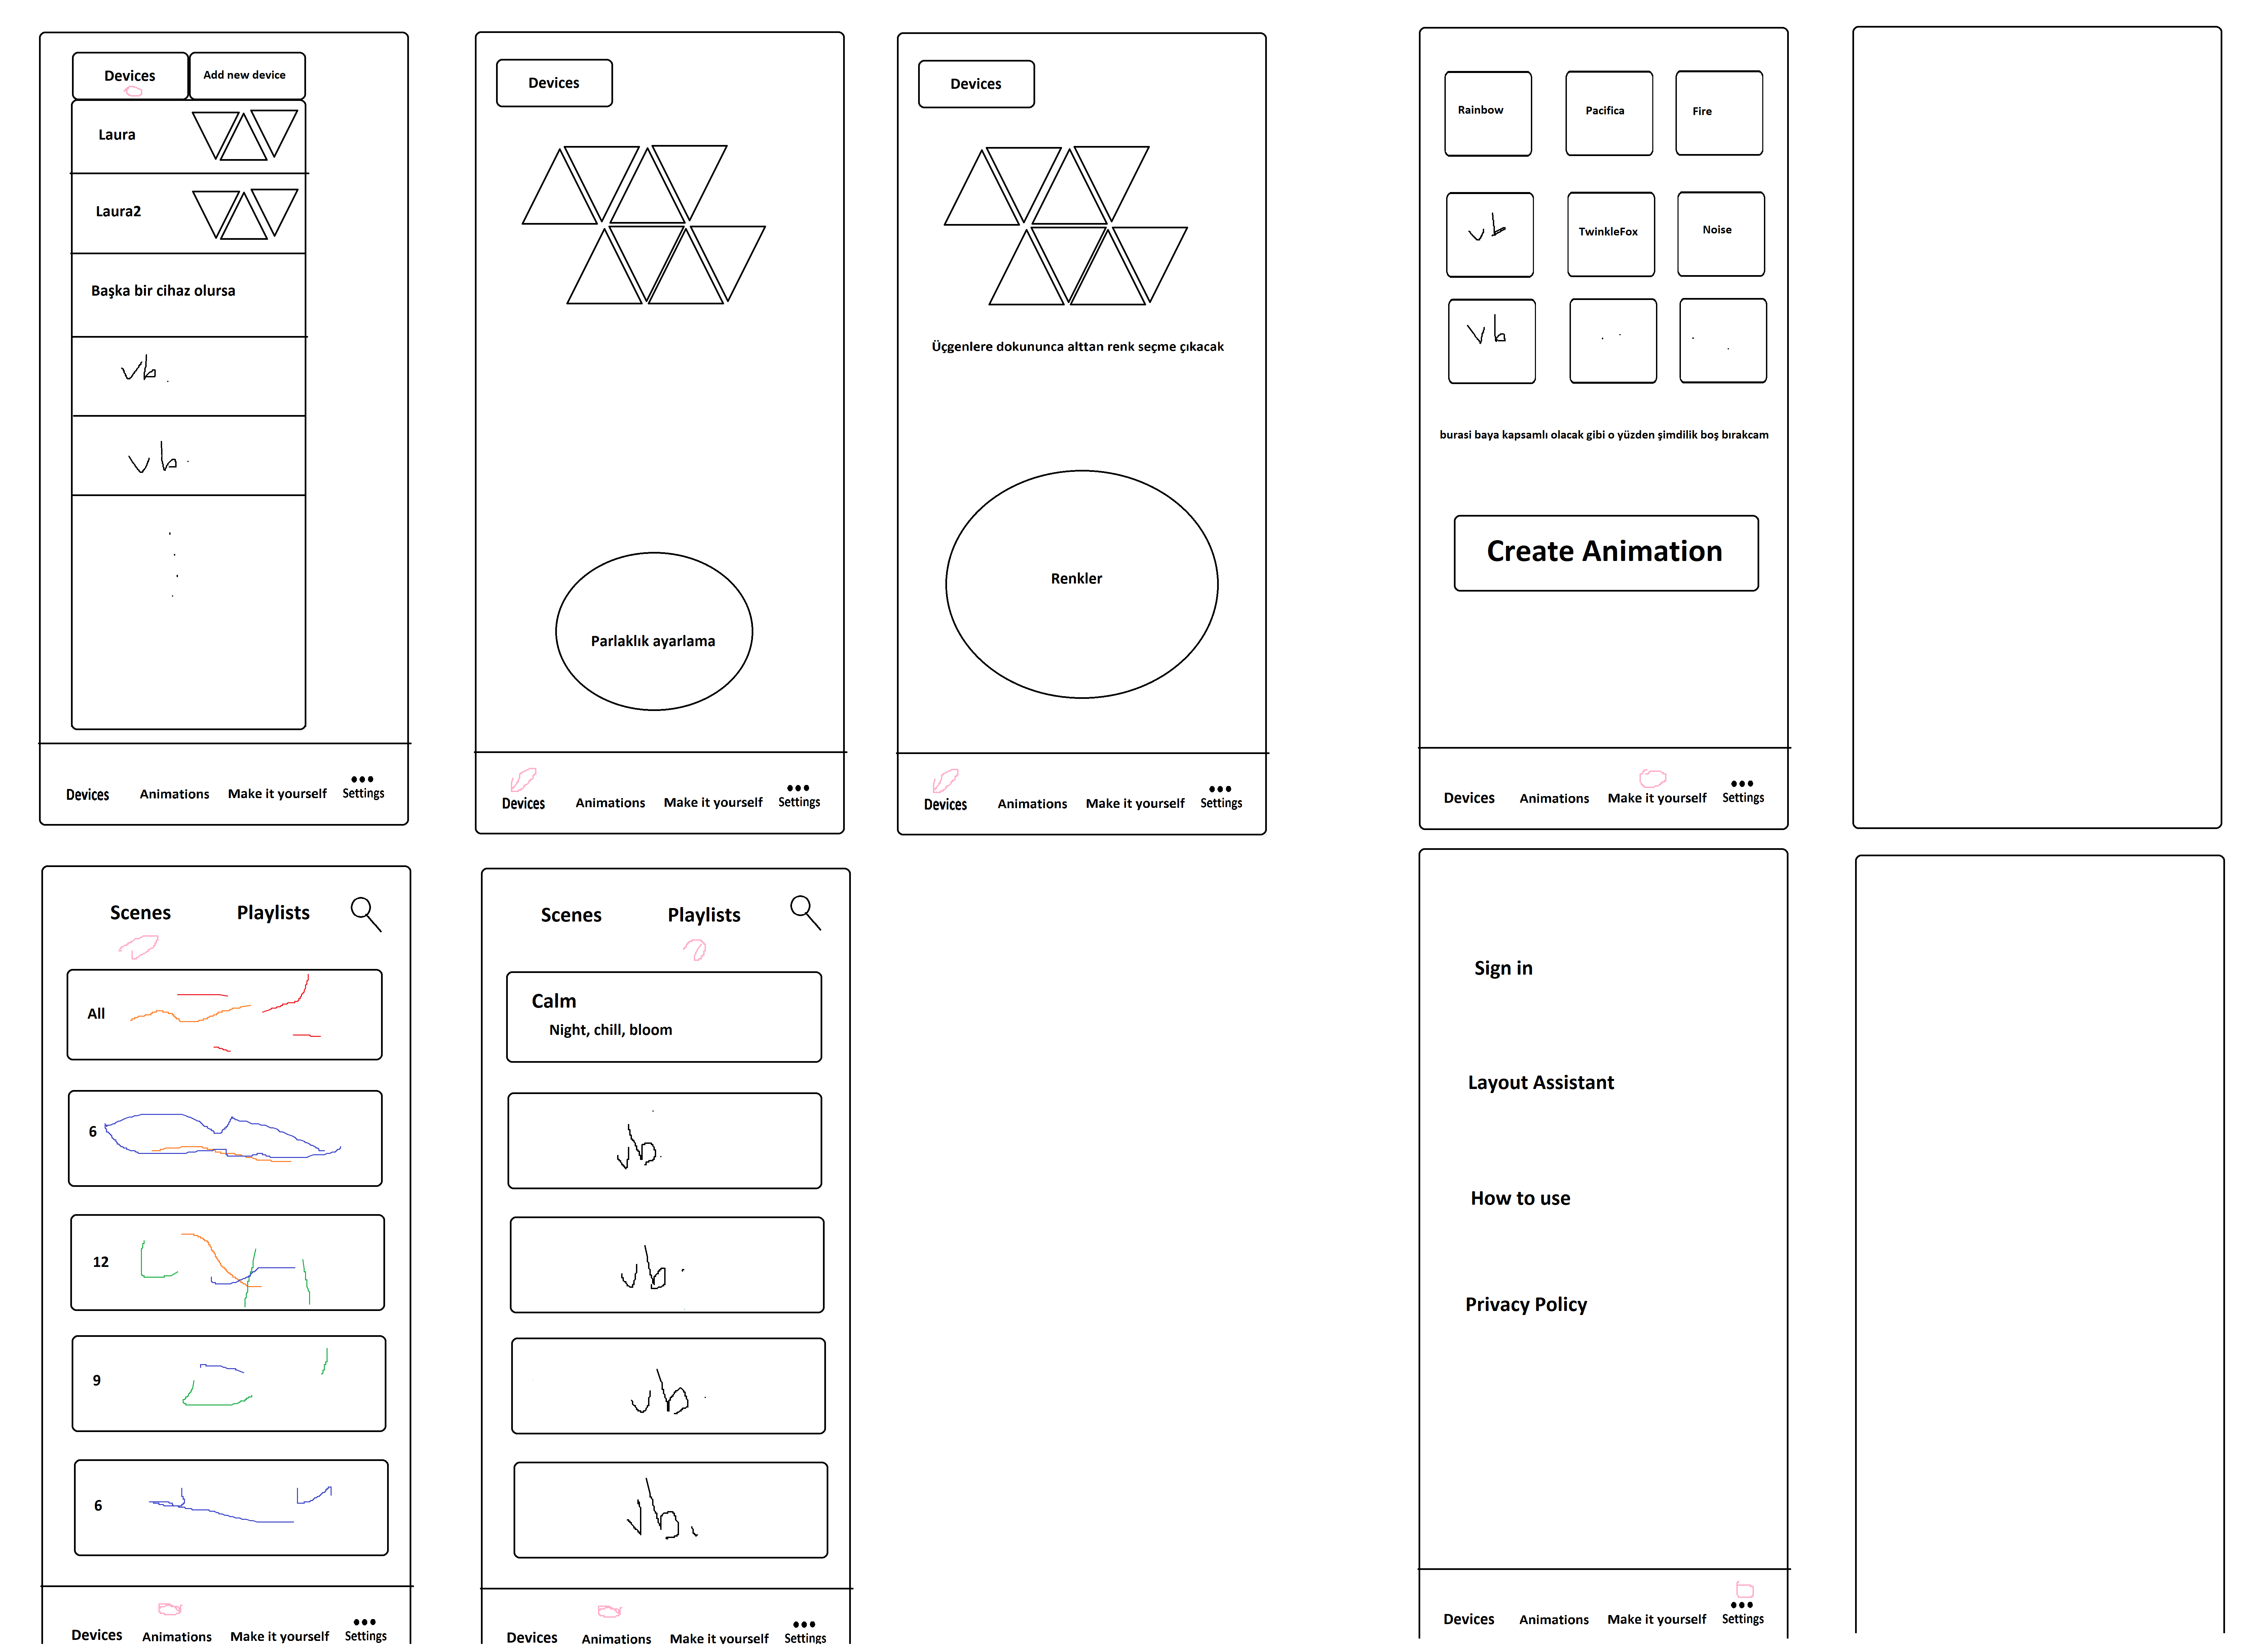 Devices
Add new device
Laura
Laura2
Başka bir cihaz olursa
vb.
vb.
Devices
Animations
Make it yourself
Settings
Devices
Parlaklık ayarlama
Devices
Animations
Make it yourself
Settings
Devices
Üçgenlere dokununca alttan renk seçme çıkacak
Renkler
Devices
Animations
Make it yourself
Settings
Rainbow
Pacifica
Fire
vb
TwinkleFox
Noise
vb
burasi baya kapsamlı olacak gibi o yüzden şimdilik boş bırakcam
Create Animation
Devices
Animations
Make it yourself
Settings
Scenes
Playlists
All
6
12
9
6
Devices
Animations
Make it yourself
Settings
Scenes
Playlists
Calm
Night, chill, bloom
vb.
vb.
vb.
vb.
Devices
Animations
Make it yourself
Settings
Sign in
Layout Assistant
How to use
Privacy Policy
Devices
Animations
Make it yourself
Settings